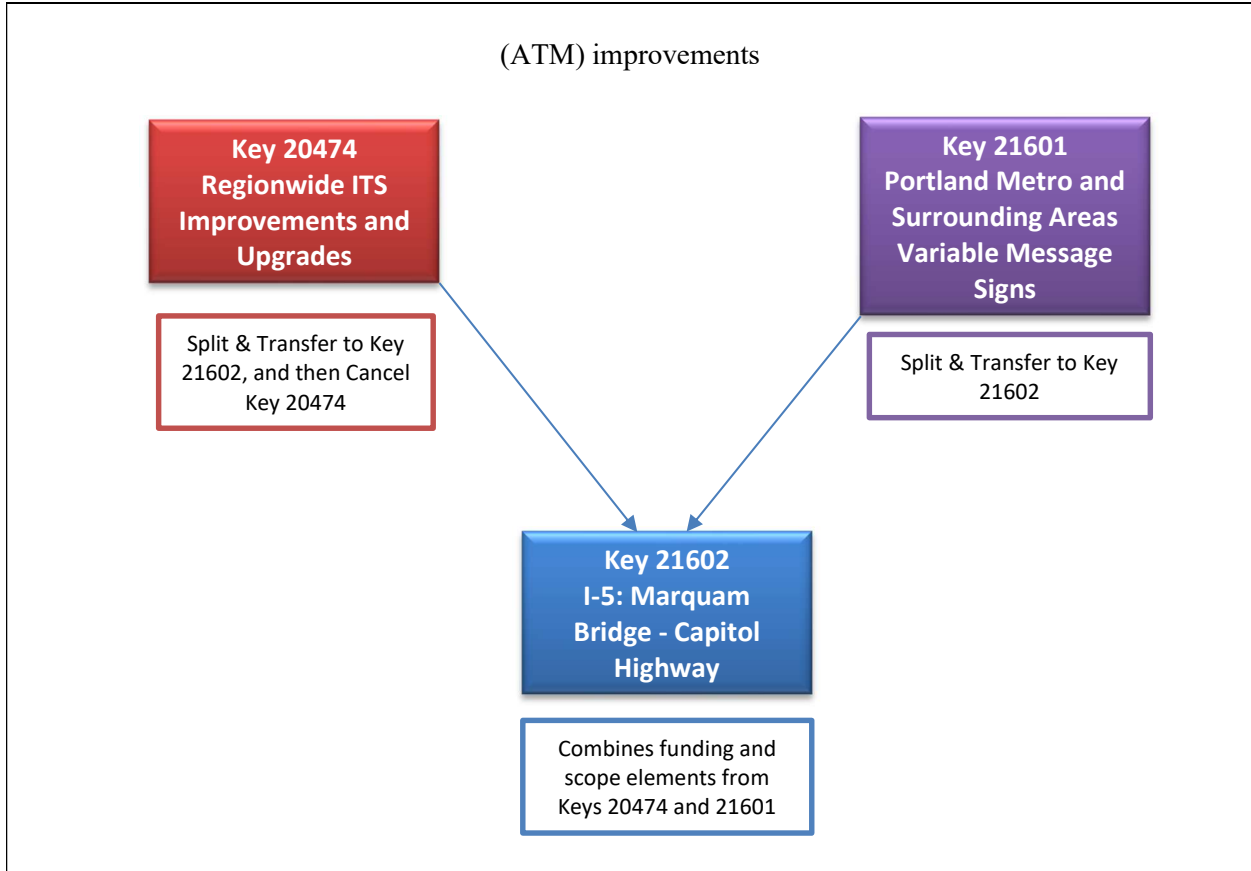 (ATM) improvements
Key 20474
Regionwide ITS
Improvements and
Upgrades
Key 21601
Portland Metro and
Surrounding Areas
Variable Message
Signs
Split & Transfer to Key
21602, and then Cancel
Key 20474
Split & Transfer to Key
21602
Key 21602
I-5: Marquam
Bridge - Capitol
Highway
Combines funding and
scope elements from
Keys 20474 and 21601